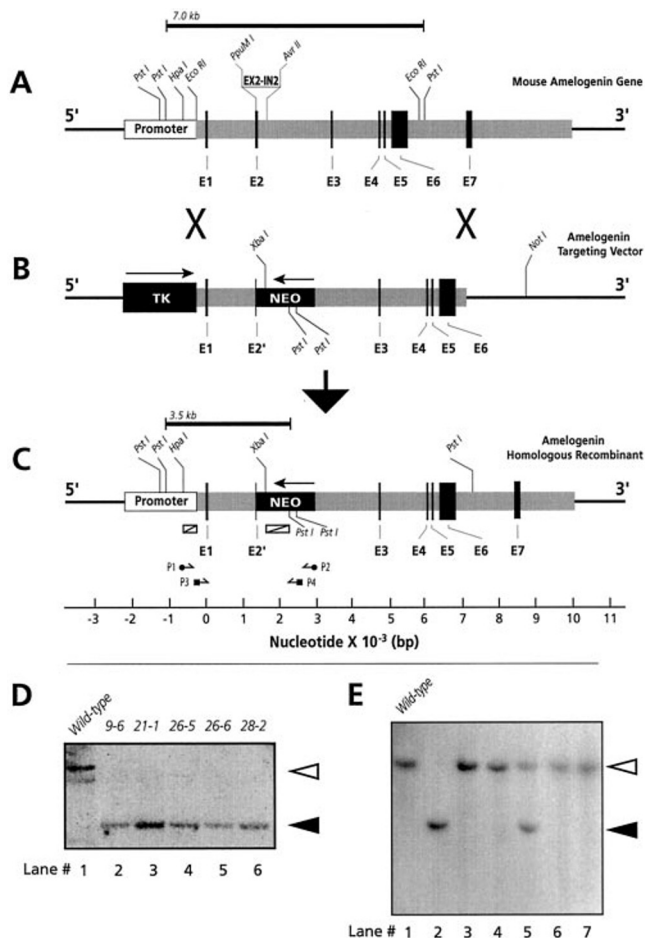 7.0 kb
PpuM I
Avr II
Pst I
Pst I
Hpa I
Eco RI
EX2-IN2
Eco RI
Pst I
A
Mouse Amelogenin Gene
5'
3'
Promoter
E1
E2
E3
E4
E5
E6
E7
X
X
Xba I
Not I
Amelogenin
Targeting Vector
B
5'
3'
TK
NEO
Pst I
Pst I
E1
E2'
E3
E4
E5
E6
3.5 kb
Pst I
Pst I
Hpa I
Xba I
Pst I
Amelogenin
Homologous Recombinant
C
5'
3'
Promoter
NEO
Pst I
Pst I
E1
E2'
E3
E4
E5
E6
E7
P1
P2
P3
P4
-3 -2 -1 0 1 2 3 4 5 6 7 8 9 10 11
Nucleotide X 10⁻³ (bp)
D
Wild-type 9-6 21-1 26-5 26-6 28-2
Lane # 1 2 3 4 5 6
E
Wild-type
Lane # 1 2 3 4 5 6 7